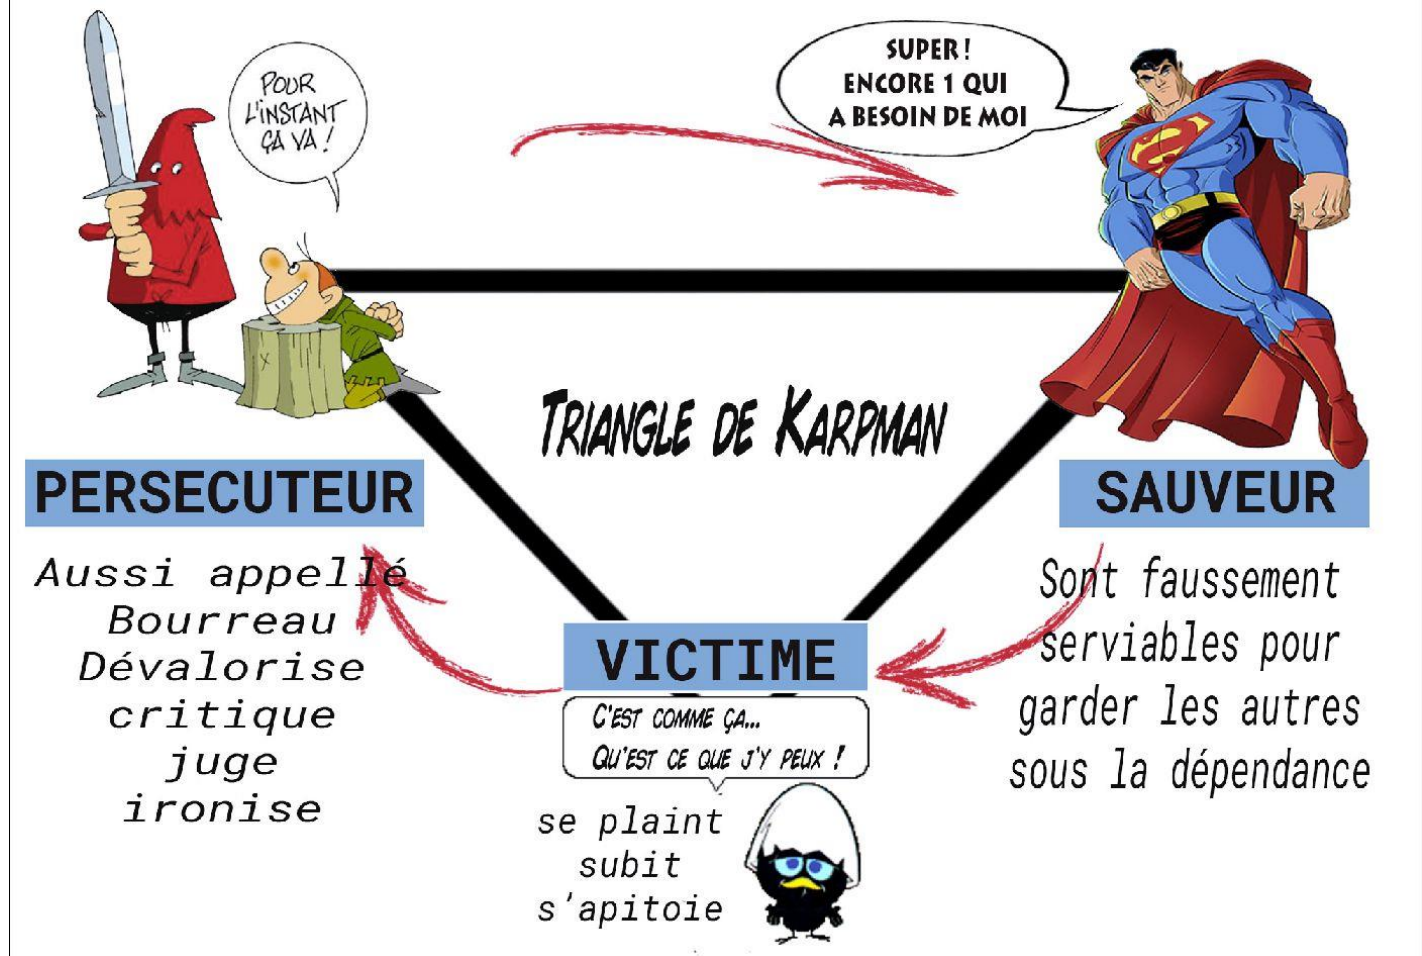 POUR
L'INSTANT
ÇA VA !
SUPER !
ENCORE 1 QUI
A BESOIN DE MOI
TRIANGLE DE KARPMAN
PERSECUTEUR
Aussi appellé
Bourreau
Dévalorise
critique
juge
ironise
SAUVEUR
Sont faussement
serviables pour
garder les autres
sous la dépendance
VICTIME
C'EST COMME ÇA...
QU'EST CE QUE J'Y PEUX !
se plaint
subit
s'apitoie